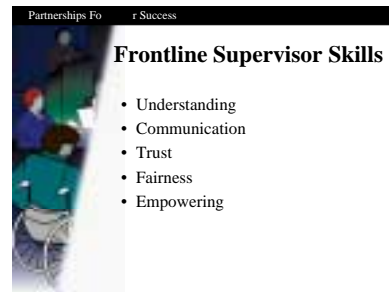 Partnerships Fo r Success
Frontline Supervisor Skills
• Understanding
• Communication
• Trust
• Fairness
• Empowering